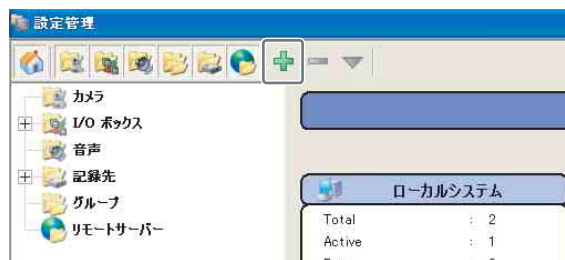 設定管理
カメラ
I/O ボックス
音声
記録先
グループ
リモートサーバー
ローカルシステム
Total : 2
Active : 1